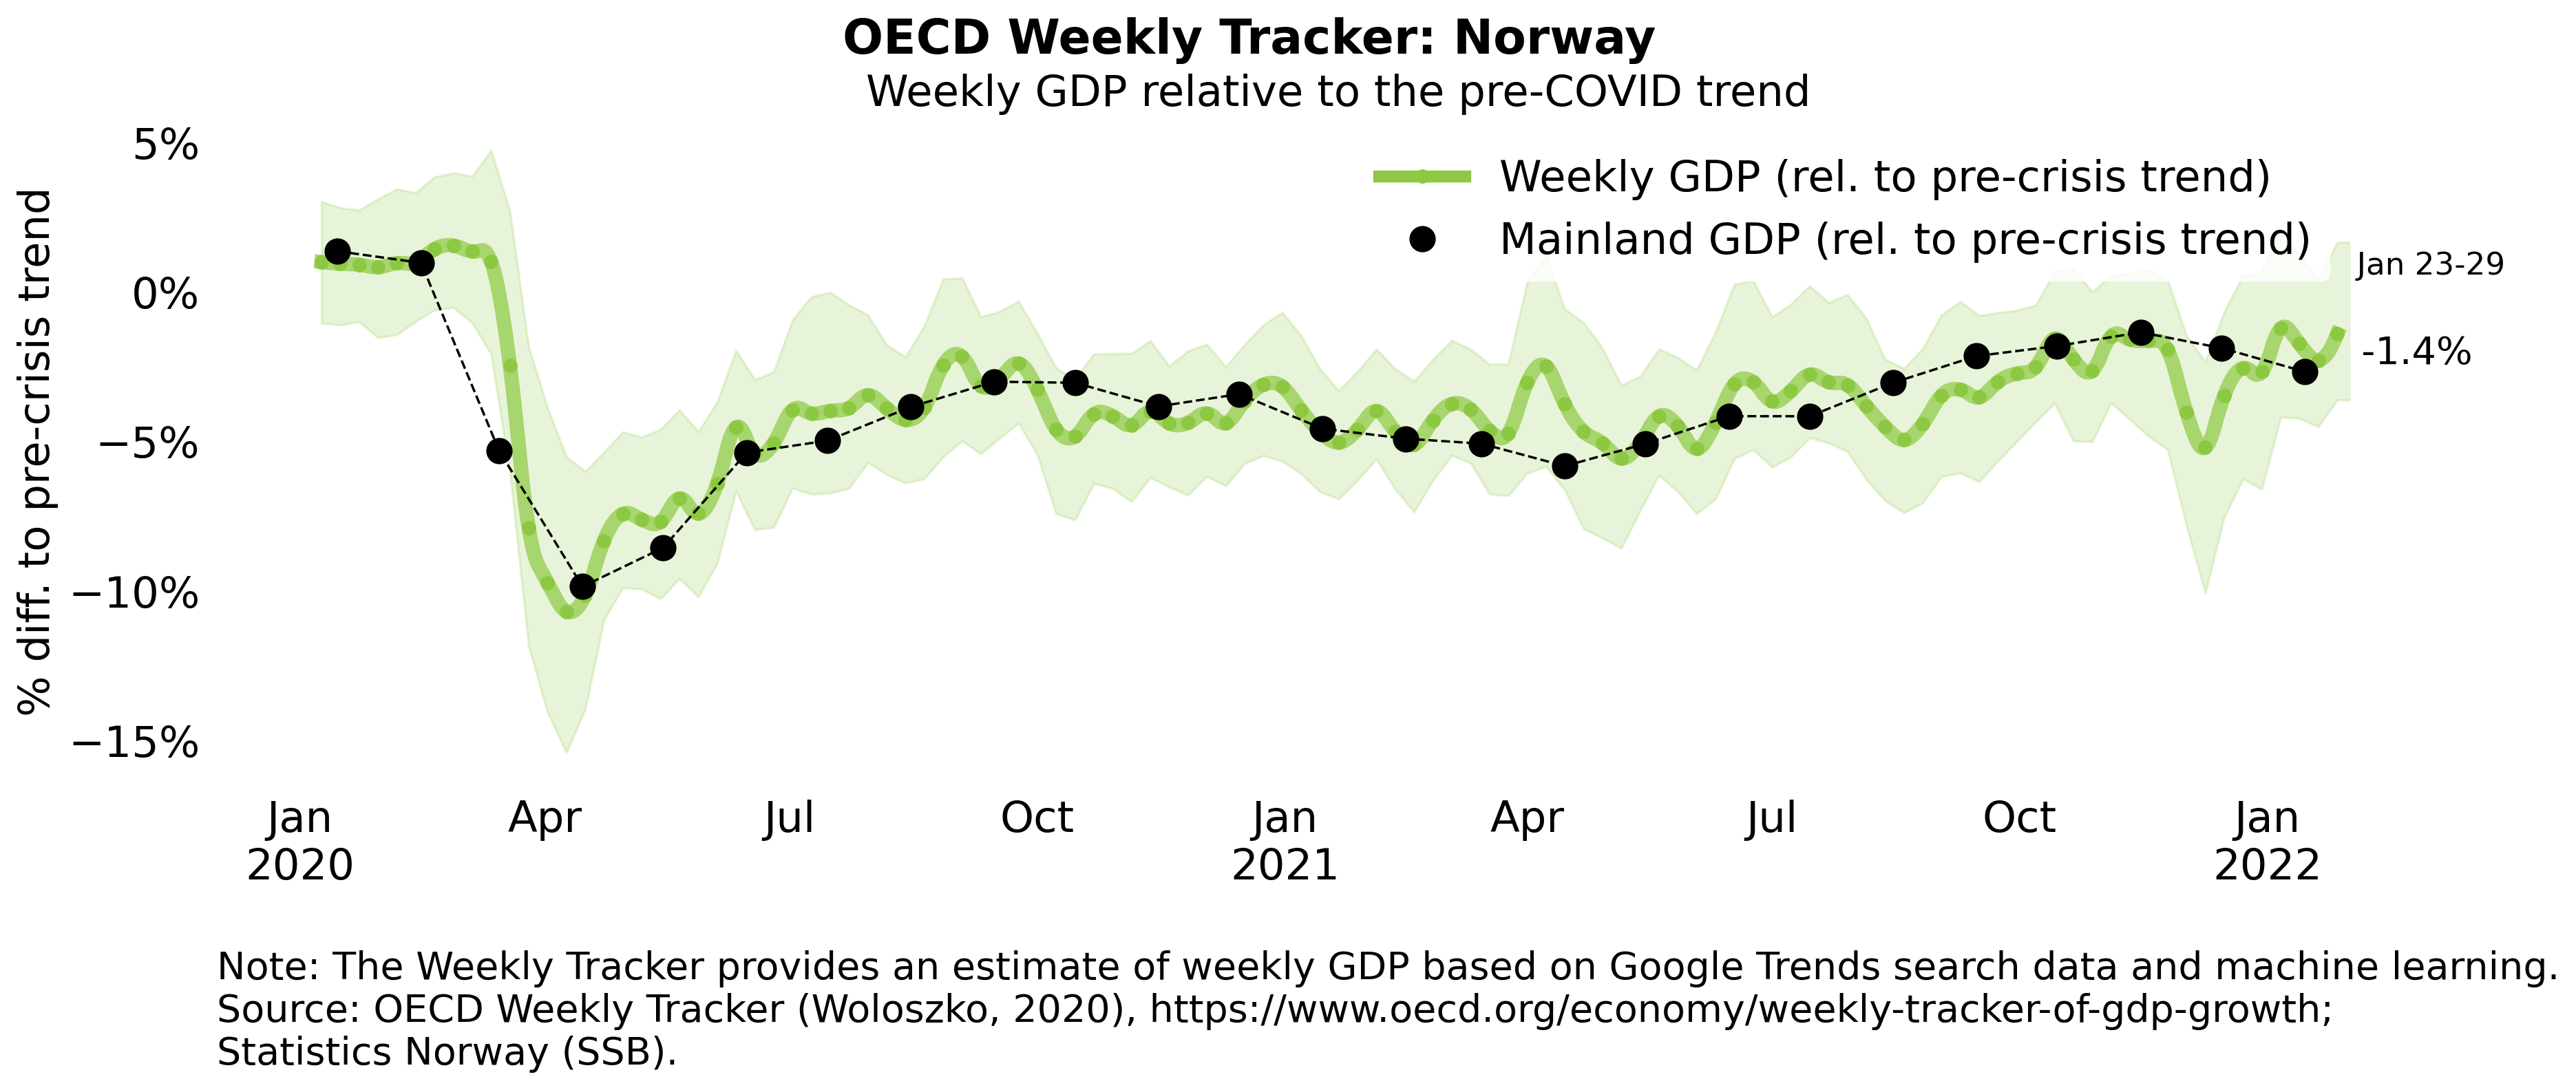 OECD Weekly Tracker: Norway
Weekly GDP relative to the pre-COVID trend
Weekly GDP (rel. to pre-crisis trend)
Mainland GDP (rel. to pre-crisis trend)
% diff. to pre-crisis trend
5%
0%
−5%
−10%
−15%
Jan 23-29
-1.4%
Jan Apr Jul Oct Jan Apr Jul Oct Jan
2020 2021 2022
Note: The Weekly Tracker provides an estimate of weekly GDP based on Google Trends search data and machine learning.
Source: OECD Weekly Tracker (Woloszko, 2020), https://www.oecd.org/economy/weekly-tracker-of-gdp-growth;
Statistics Norway (SSB).